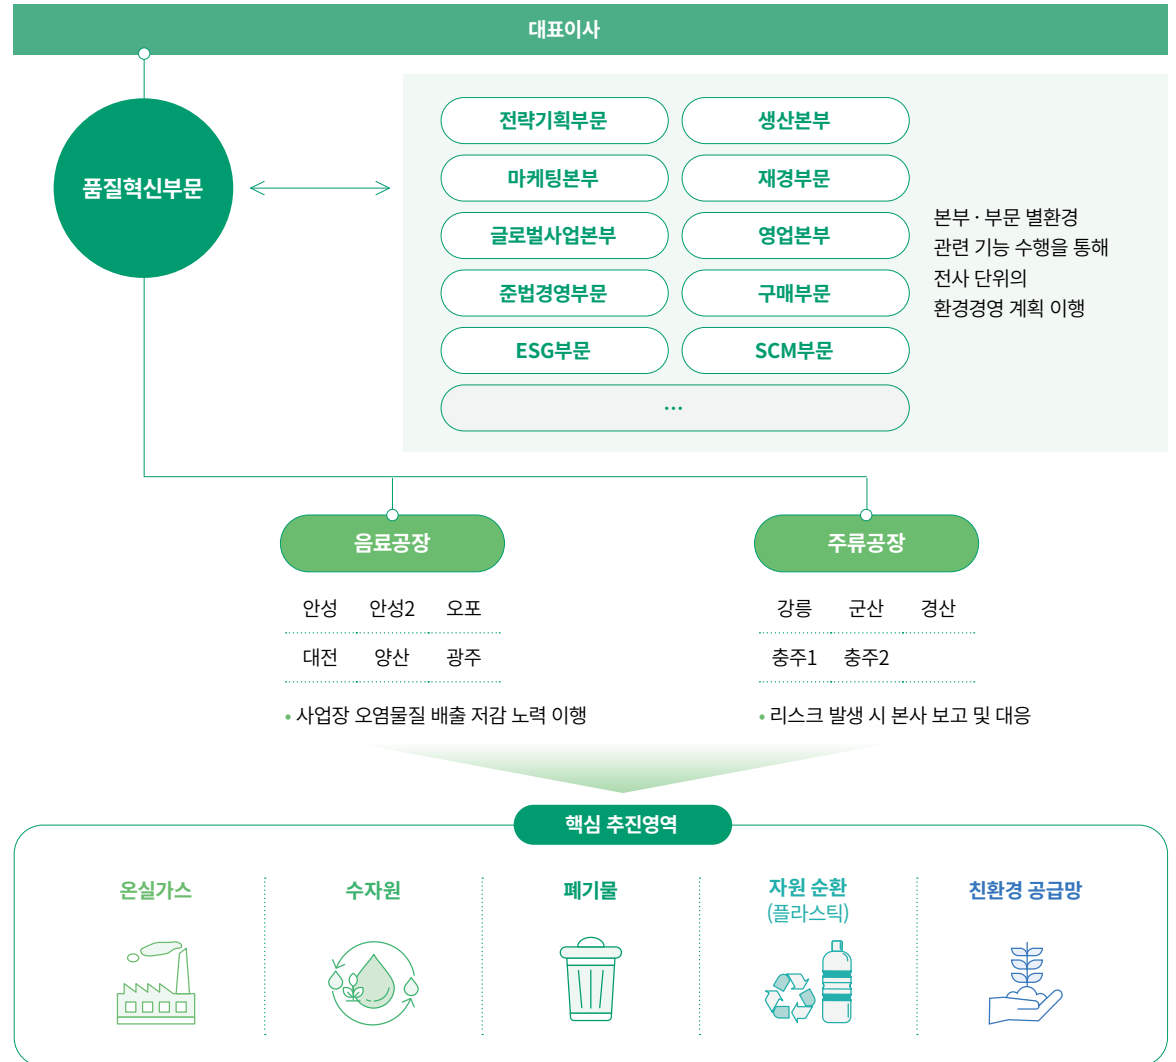 대표이사
품질혁신부문
전략기획부문
생산본부
마케팅본부
재경부문
글로벌사업본부
영업본부
준법경영부문
구매부문
ESG부문
SCM부문
…
본부 · 부문 별환경
관련 기능 수행을 통해
전사 단위의
환경경영 계획 이행
음료공장
안성 안성2 오포
대전 양산 광주
• 사업장 오염물질 배출 저감 노력 이행
주류공장
강릉 군산 경산
충주1 충주2
• 리스크 발생 시 본사 보고 및 대응
핵심 추진영역
온실가스
수자원
폐기물
자원 순환
(플라스틱)
친환경 공급망